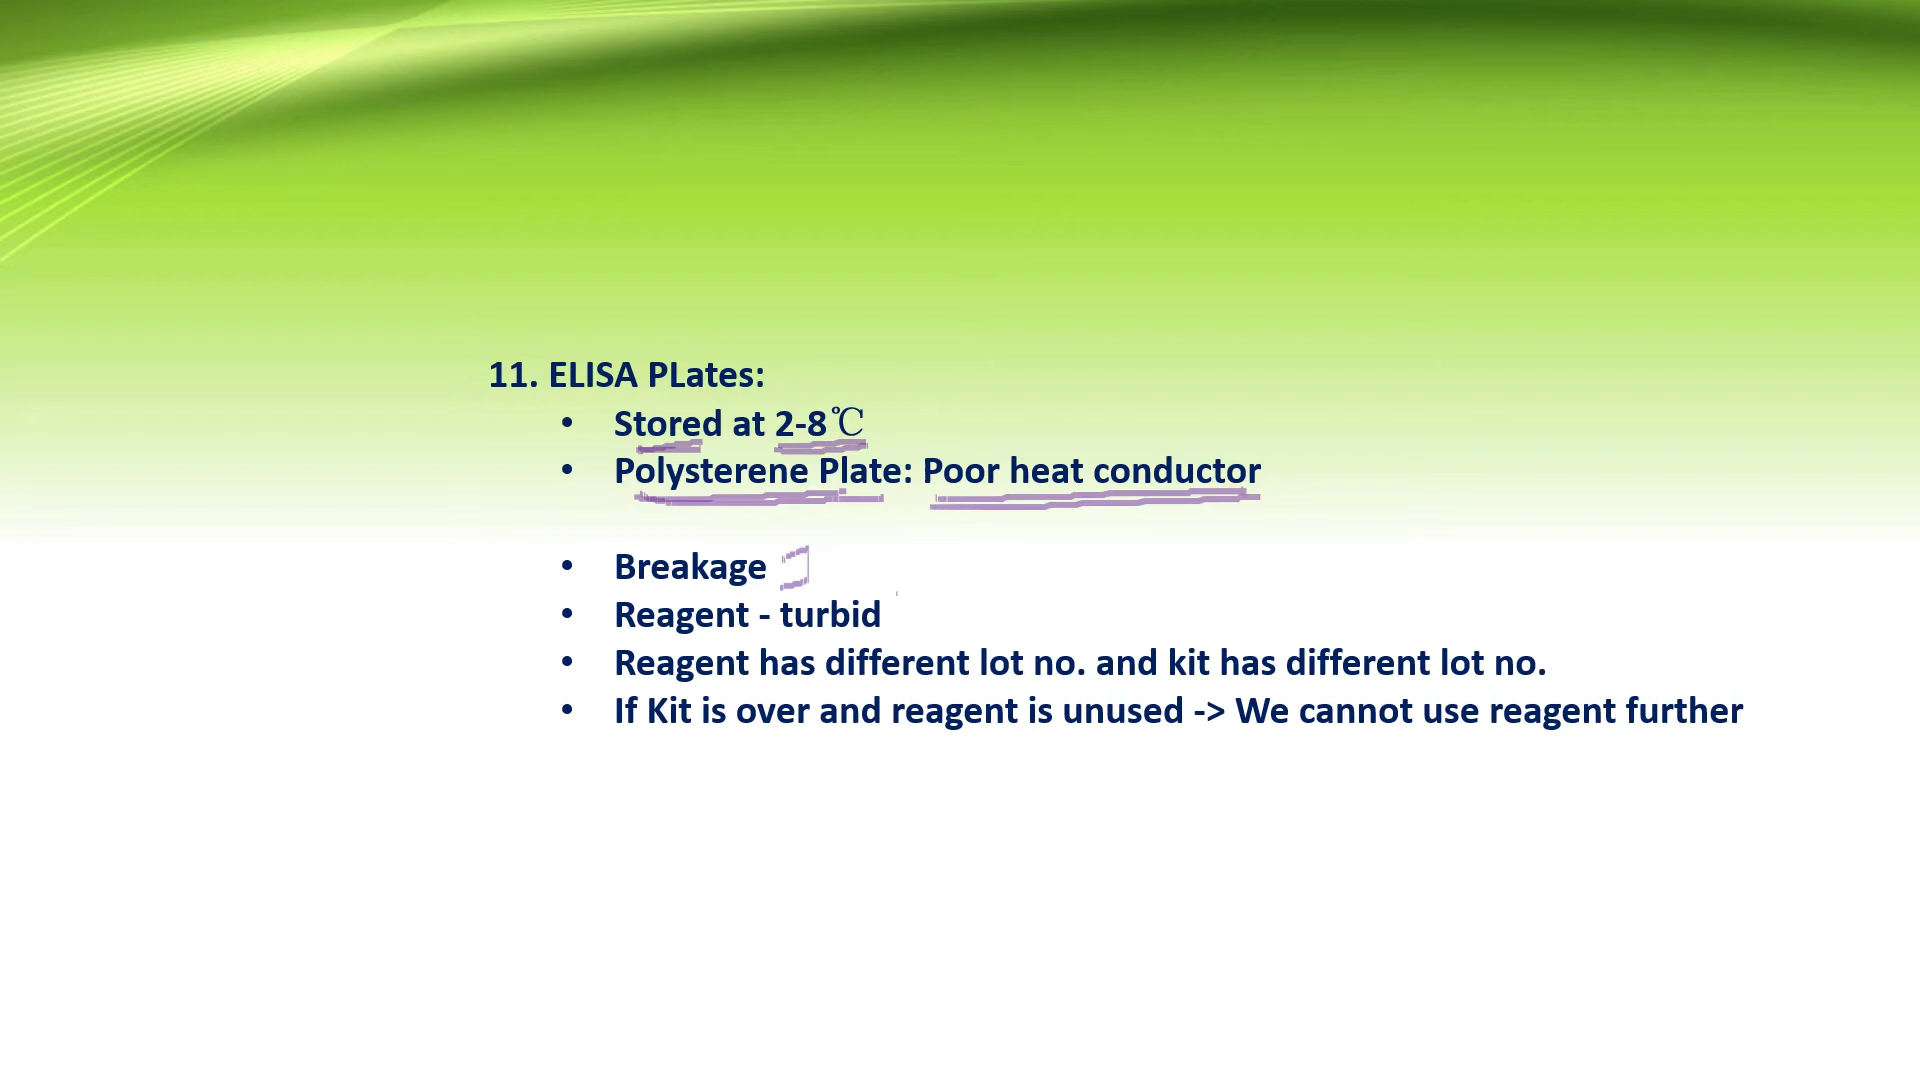 11. ELISA PLates:
• Stored at 2-8℃
• Polysterene Plate: Poor heat conductor
• Breakage
• Reagent - turbid
• Reagent has different lot no. and kit has different lot no.
• If Kit is over and reagent is unused -> We cannot use reagent further